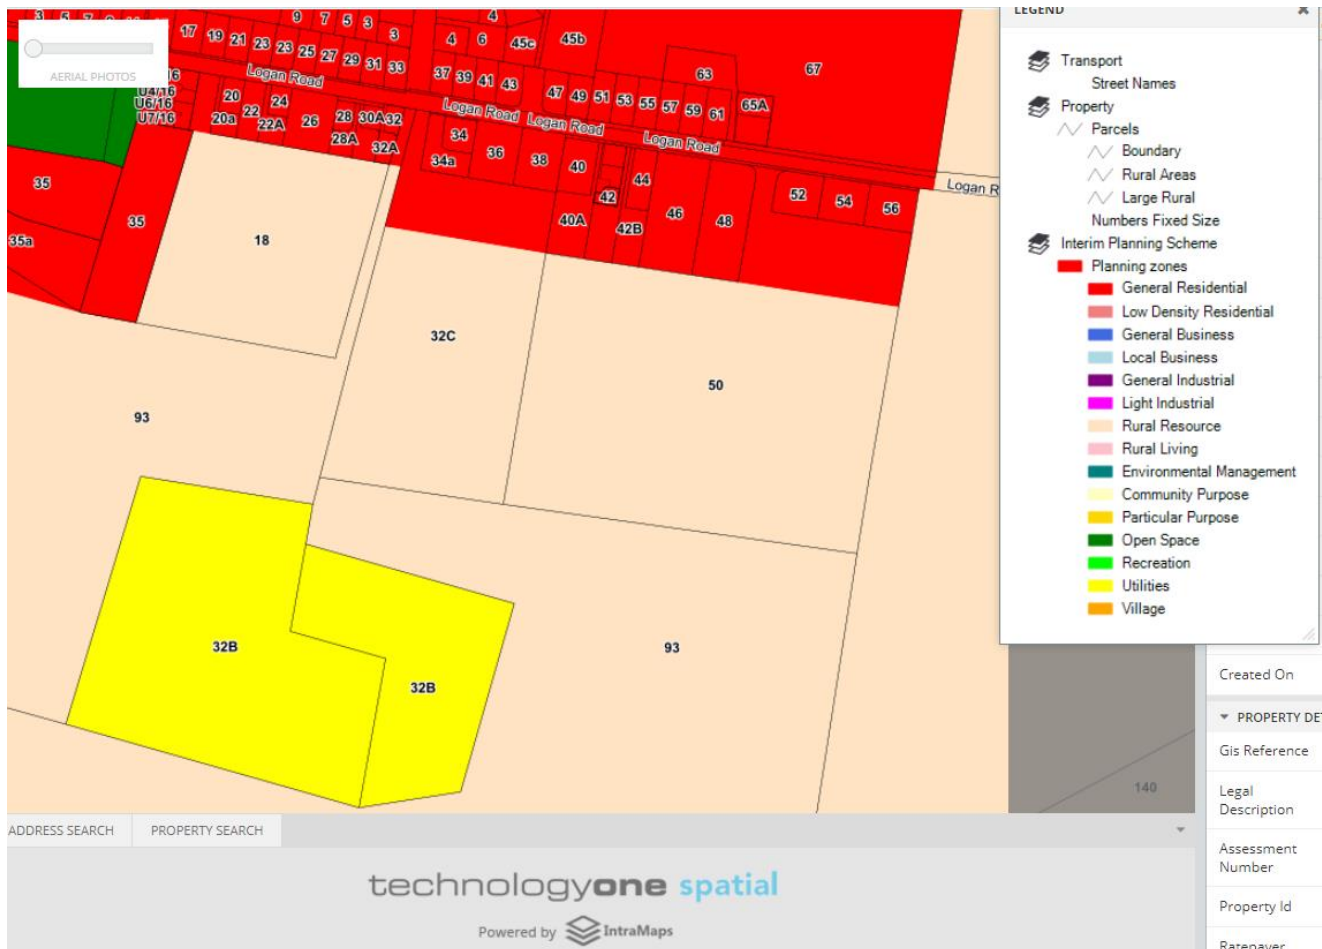 LEGEND
Transport
Street Names
Property
Parcels
Boundary
Rural Areas
Large Rural
Numbers Fixed Size
Interim Planning Scheme
Planning zones
General Residential
Low Density Residential
General Business
Local Business
General Industrial
Light Industrial
Rural Resource
Rural Living
Environmental Management
Community Purpose
Particular Purpose
Open Space
Recreation
Utilities
Village
AERIAL PHOTOS
9 7 5 3 3
4
4 6 45c 45b
17 19 21 23 23 25 27 29 31 33
37 39 41 43 47 49 51 53 55 57 59 61
63 65A 67
Logan Road
Logan Road
Logan Road
Logan Road
Logan R
U4/16
U6/16
U7/16
20 20a 22 22A 24 26 28 28A 30A 32 32A
34 34a 36 38 40 40A 42 42B 44 46 48
52 54 56
35
35
35a
18
32C
50
93
32B
32B
93
140
ADDRESS SEARCH
PROPERTY SEARCH
technologyone spatial
Powered by IntraMaps
Created On
PROPERTY DET
Gis Reference
Legal
Description
Assessment
Number
Property Id
Ratepayer